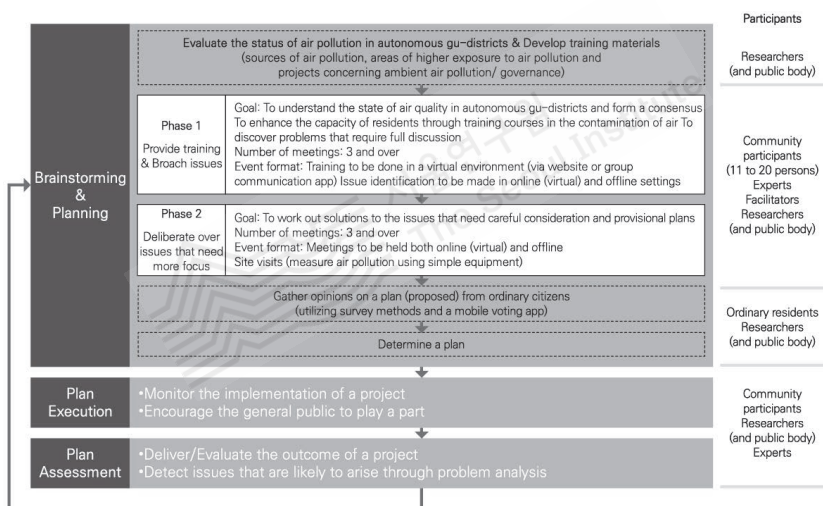 Participants
Evaluate the status of air pollution in autonomous gu-districts & Develop training materials
(sources of air pollution, areas of higher exposure to air pollution and
projects concerning ambient air pollution/ governance)
Researchers
(and public body)
Brainstorming
&
Planning
Phase 1
Provide training
& Broach issues
Goal: To understand the state of air quality in autonomous gu-districts and form a consensus
To enhance the capacity of residents through training courses in the contamination of air To
discover problems that require full discussion
Number of meetings: 3 and over
Event format: Training to be done in a virtual environment (via website or group
communication app) Issue identification to be made in online (virtual) and offline settings
Phase 2
Deliberate over
issues that need
more focus
Goal: To work out solutions to the issues that need careful consideration and provisional plans
Number of meetings: 3 and over
Event format: Meetings to be held both online (virtual) and offline
Site visits (measure air pollution using simple equipment)
Community
participants
(11 to 20 persons)
Experts
Facilitators
Researchers
(and public body)
Gather opinions on a plan (proposed) from ordinary citizens
(utilizing survey methods and a mobile voting app)
Determine a plan
Ordinary residents
Researchers
(and public body)
Plan
Execution
•Monitor the implementation of a project
•Encourage the general public to play a part
Plan
Assessment
•Deliver/Evaluate the outcome of a project
•Detect issues that are likely to arise through problem analysis
Community
participants
Researchers
(and public body)
Experts
서울연구원
The Seoul Institute